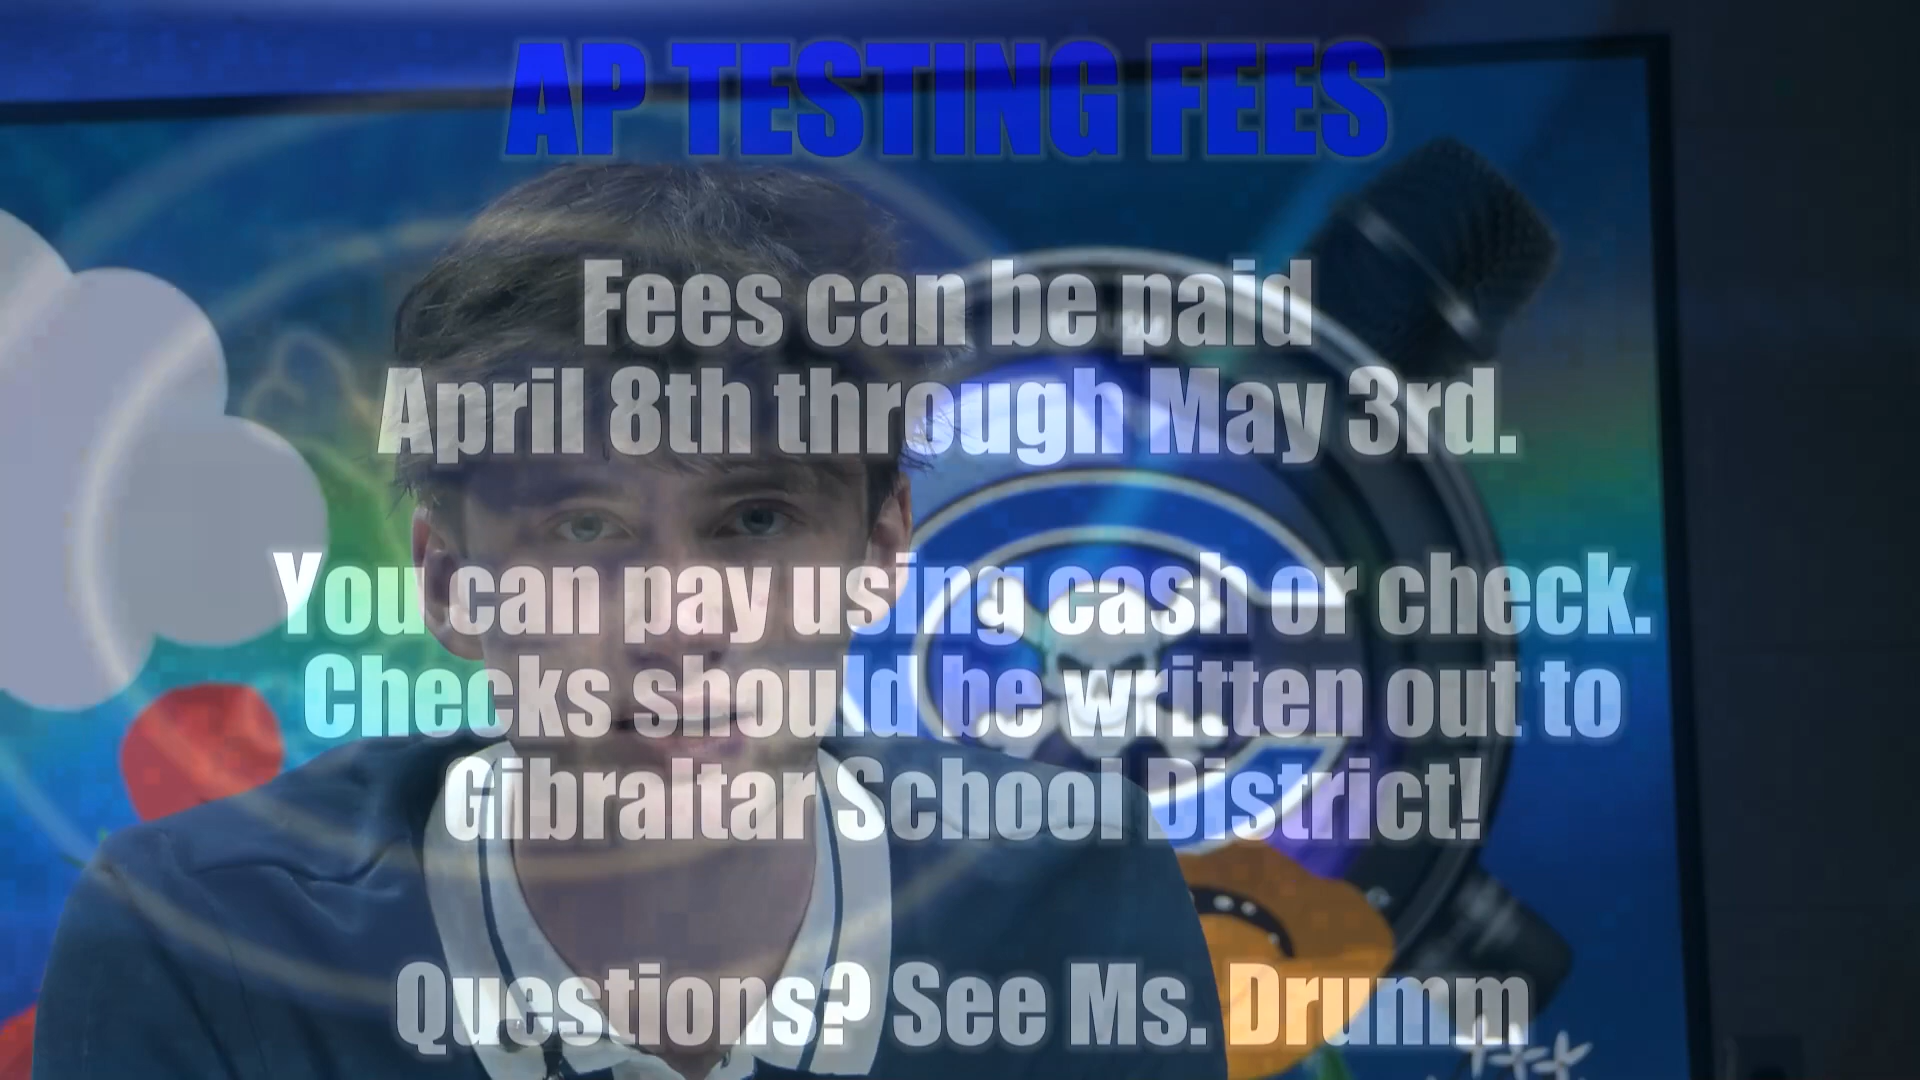 AP TESTING FEES
Fees can be paid
April 8th through May 3rd.
You can pay using cash or check.
Checks should be written out to
Gibraltar School District!
Questions? See Ms. Drumm